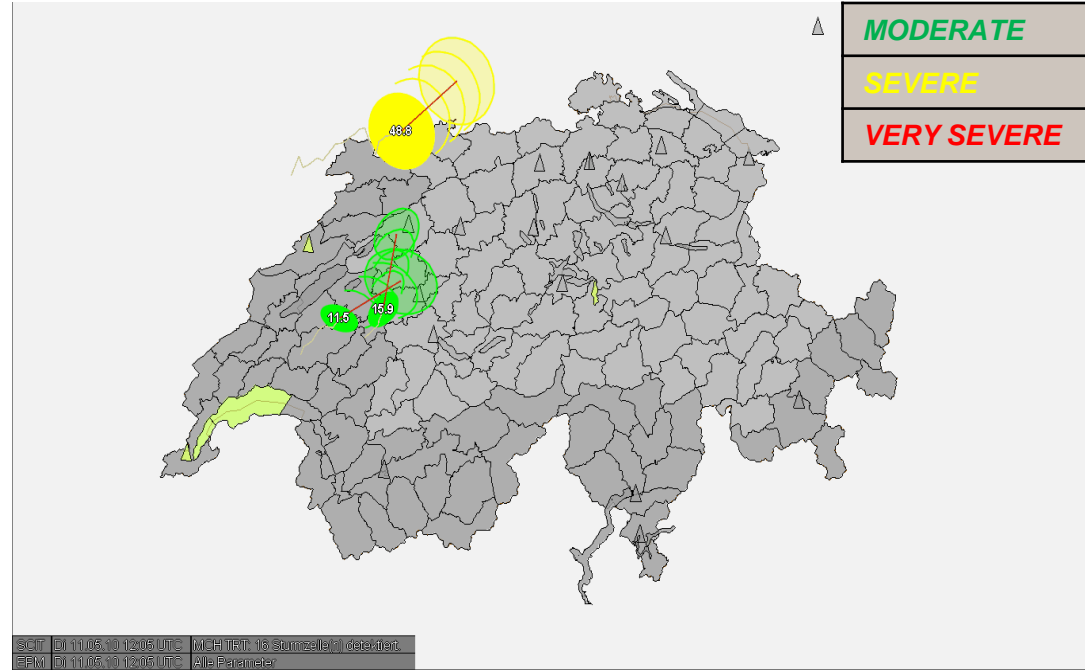 MODERATE
SEVERE
VERY SEVERE
48.8
15.9
11.5
SCIT Di 11.05.10 12:05 UTC MCH TRT: 16 Sturmzelle(n) detektiert.
EPM Di 11.05.10 12:05 UTC Alle Parameter